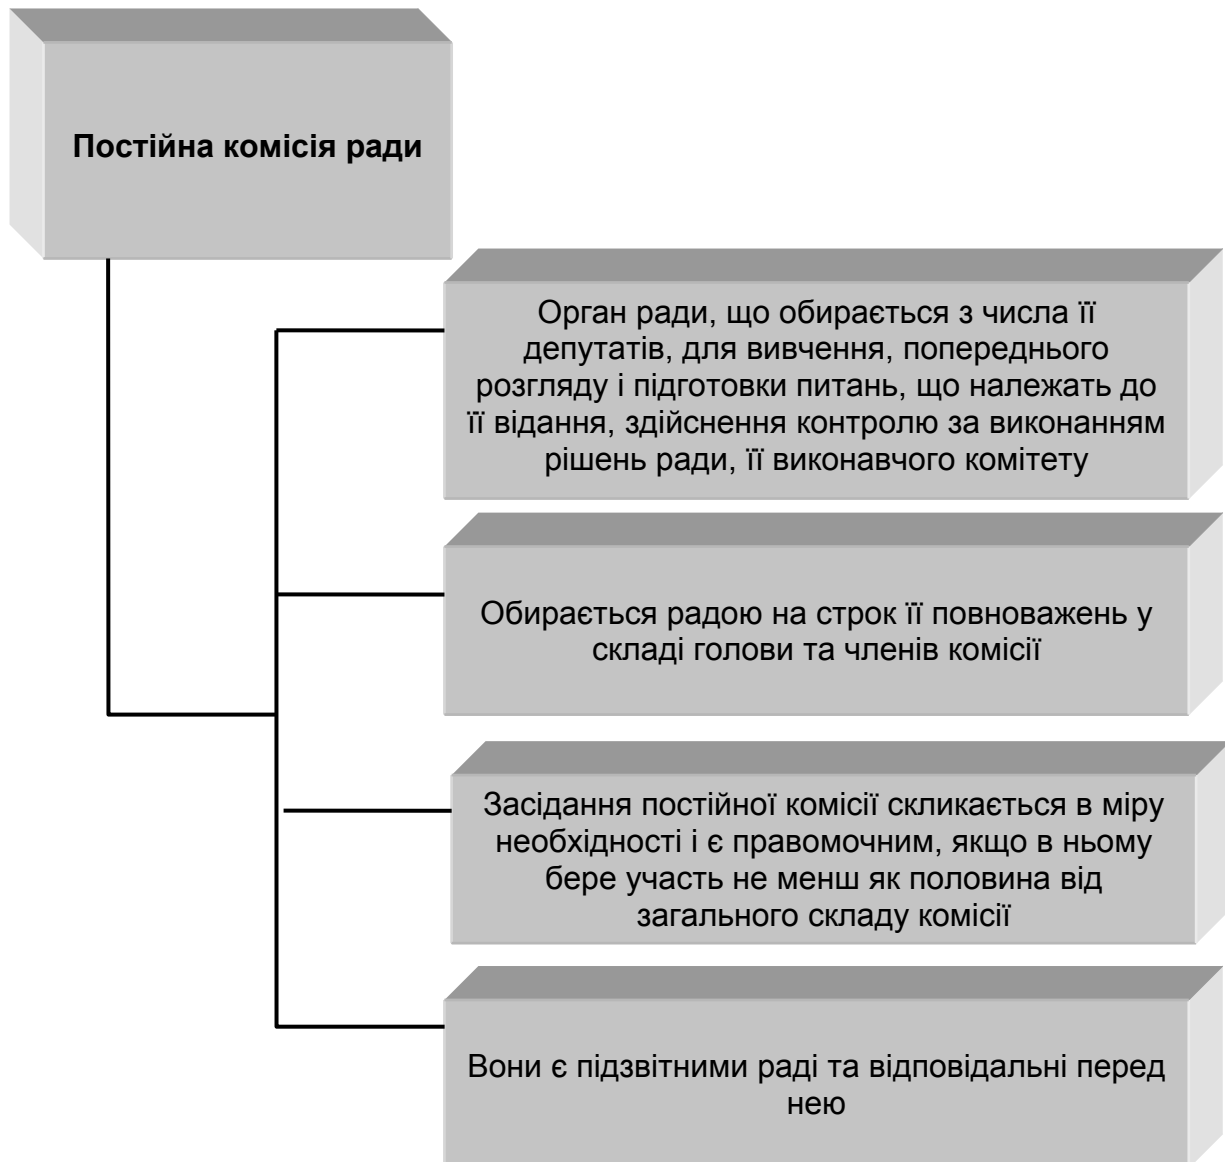 Постійна комісія ради
Орган ради, що обирається з числа її
депутатів, для вивчення, попереднього
розгляду і підготовки питань, що належать до
її відання, здійснення контролю за виконанням
рішень ради, її виконавчого комітету
Обирається радою на строк її повноважень у
складі голови та членів комісії
Засідання постійної комісії скликається в міру
необхідності і є правомочним, якщо в ньому
бере участь не менш як половина від
загального складу комісії
Вони є підзвітними раді та відповідальні перед
нею